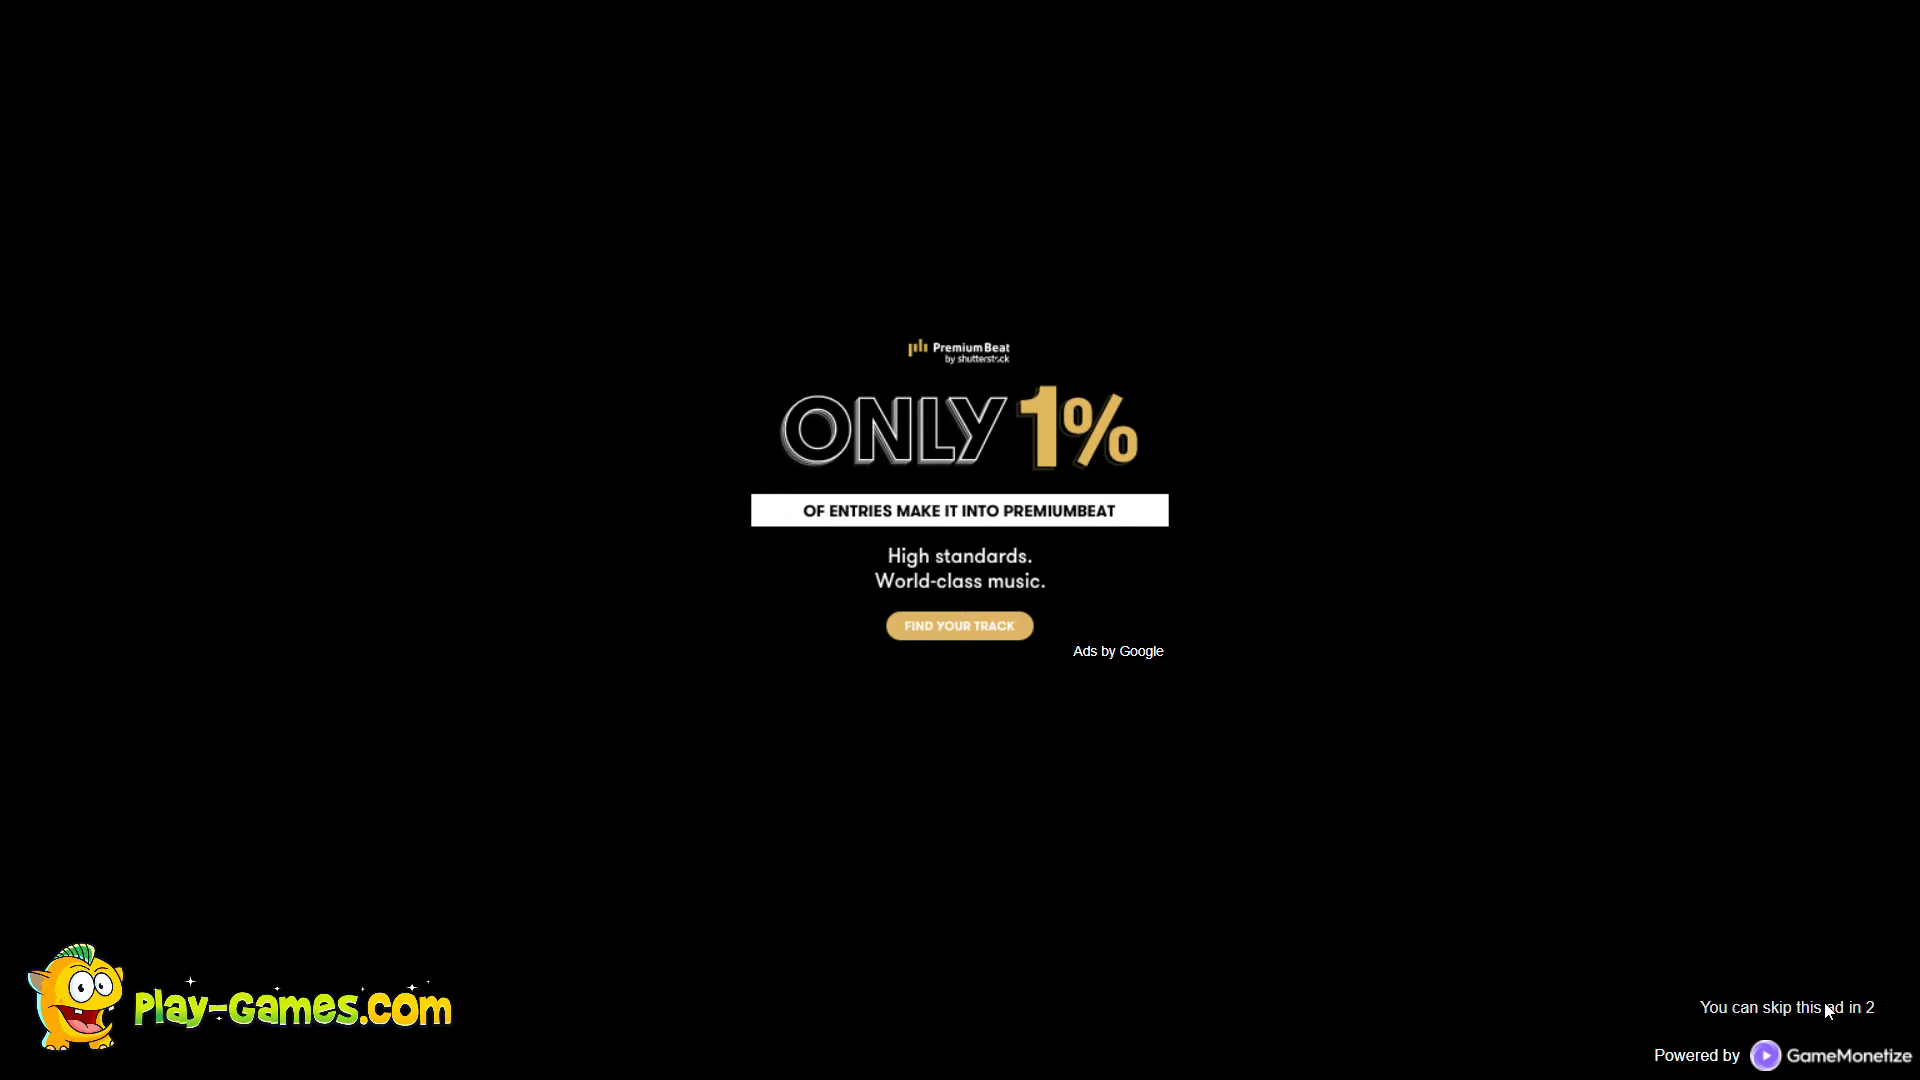 PremiumBeat
by shutterstock
ONLY 1%
OF ENTRIES MAKE IT INTO PREMIUMBEAT
High standards.
World-class music.
FIND YOUR TRACK
Ads by Google
Play-Games.com
You can skip this ad in 2
Powered by GameMonetize